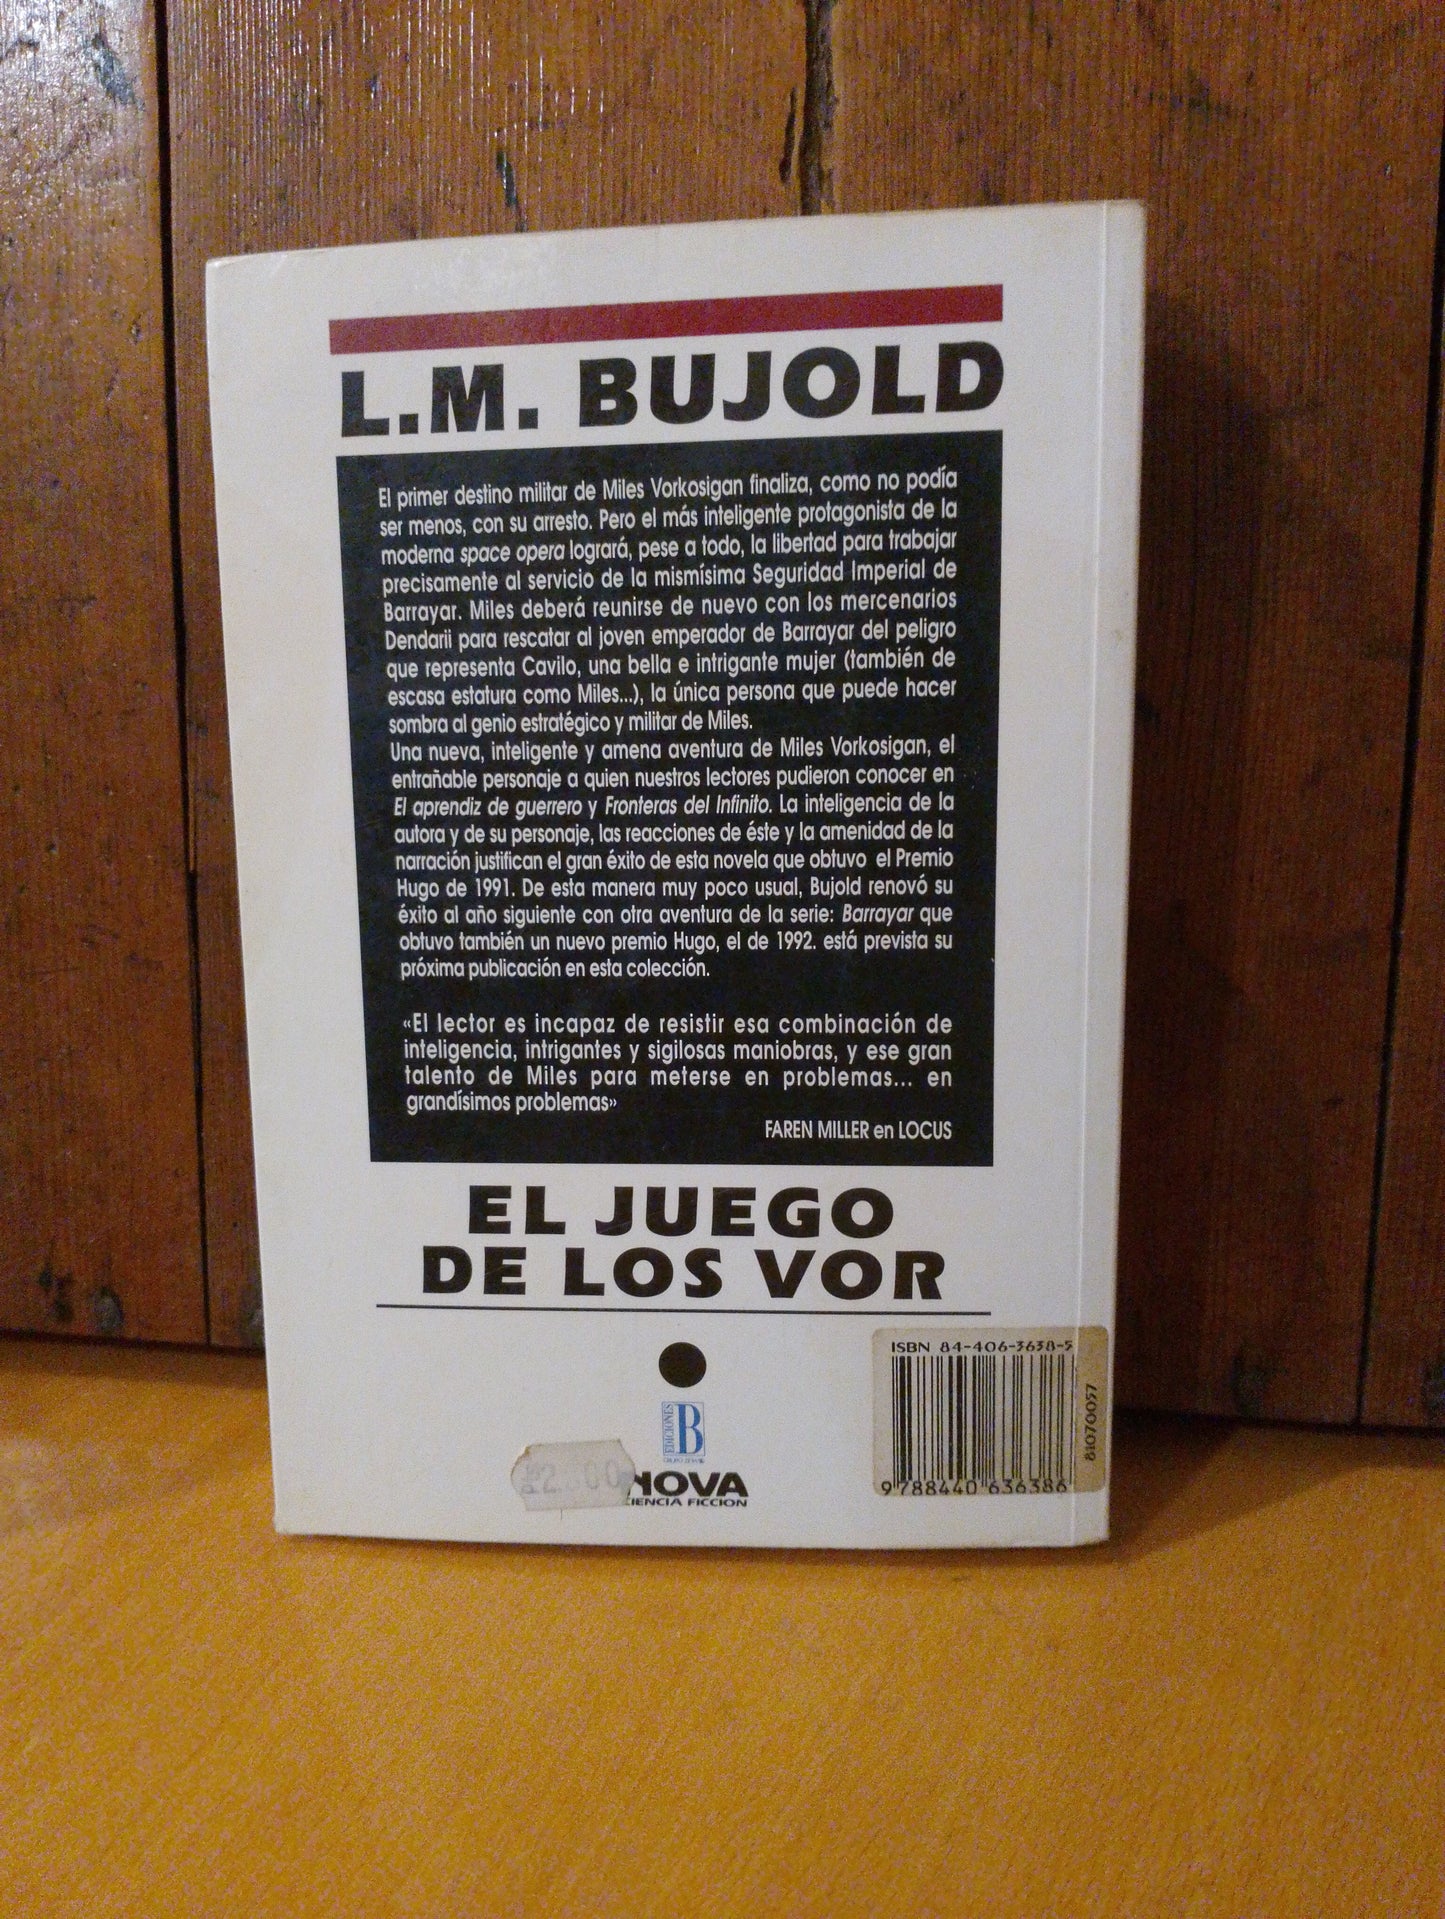 L.M. BUJOLD
El primer destino militar de Miles Vorkosigan finaliza, como no podía
ser menos, con su arresto. Pero el más inteligente protagonista de la
moderna space opera logrará, pese a todo, la libertad para trabajar
precisamente al servicio de la mismísima Seguridad Imperial de
Barrayar. Miles deberá reunirse de nuevo con los mercenarios
Dendarii para rescatar al joven emperador de Barrayar del peligro
que representa Cavilo, una bella e intrigante mujer (también de
escasa estatura como Miles...), la única persona que puede hacer
sombra al genio estratégico y militar de Miles.
Una nueva, inteligente y amena aventura de Miles Vorkosigan, el
entrañable personaje a quien nuestros lectores pudieron conocer en
El aprendiz de guerrero y Fronteras del Infinito. La inteligencia de la
autora y de su personaje, las reacciones de éste y la amenidad de la
narración justifican el gran éxito de esta novela que obtuvo el Premio
Hugo de 1991. De esta manera muy poco usual, Bujold renovó su
éxito al año siguiente con otra aventura de la serie: Barrayar que
obtuvo también un nuevo premio Hugo, el de 1992. está prevista su
próxima publicación en esta colección.
«El lector es incapaz de resistir esa combinación de
inteligencia, intrigantes y sigilosas maniobras, y ese gran
talento de Miles para meterse en problemas... en
grandísimos problemas»
FAREN MILLER en LOCUS
EL JUEGO
DE LOS VOR
ISBN 84-406-3638-5
9 788440 636386
81070057
EDICIONES
B
NOVA
CIENCIA FICCION